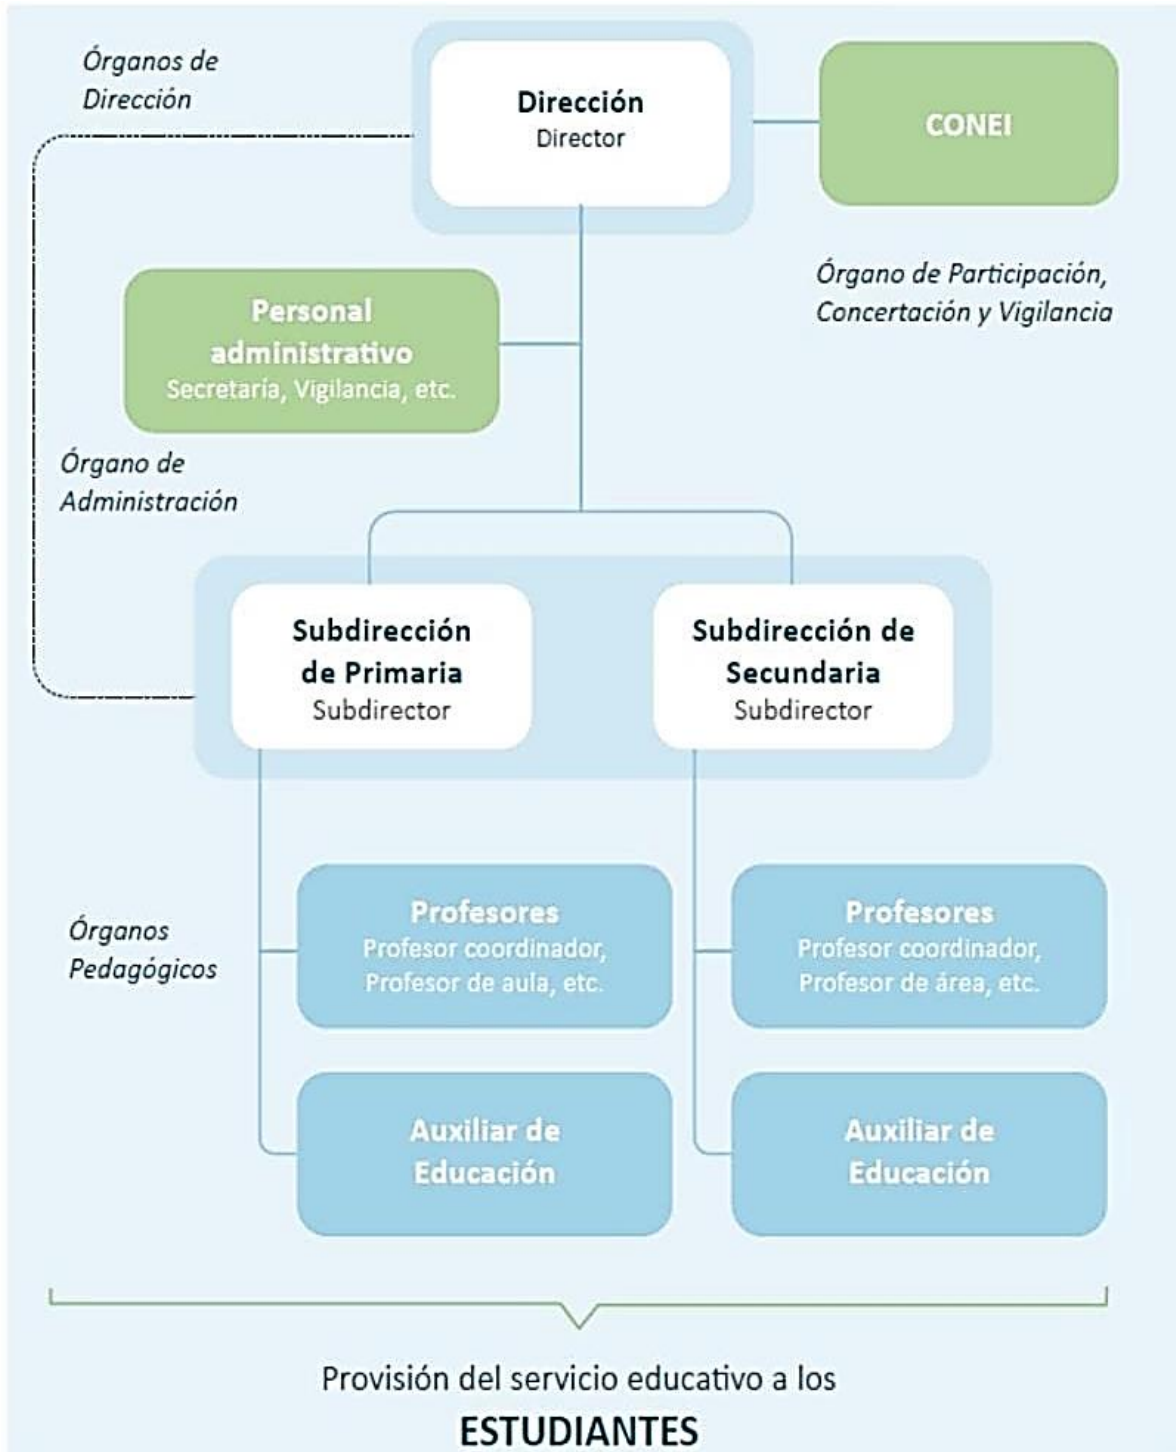 Órganos de
Dirección
Dirección
Director
CONEI
Órgano de Participación,
Concertación y Vigilancia
Personal
administrativo
Secretaría, Vigilancia, etc.
Órgano de
Administración
Subdirección
de Primaria
Subdirector
Subdirección de
Secundaria
Subdirector
Órganos
Pedagógicos
Profesores
Profesor coordinador,
Profesor de aula, etc.
Profesores
Profesor coordinador,
Profesor de área, etc.
Auxiliar de
Educación
Auxiliar de
Educación
Provisión del servicio educativo a los
ESTUDIANTES